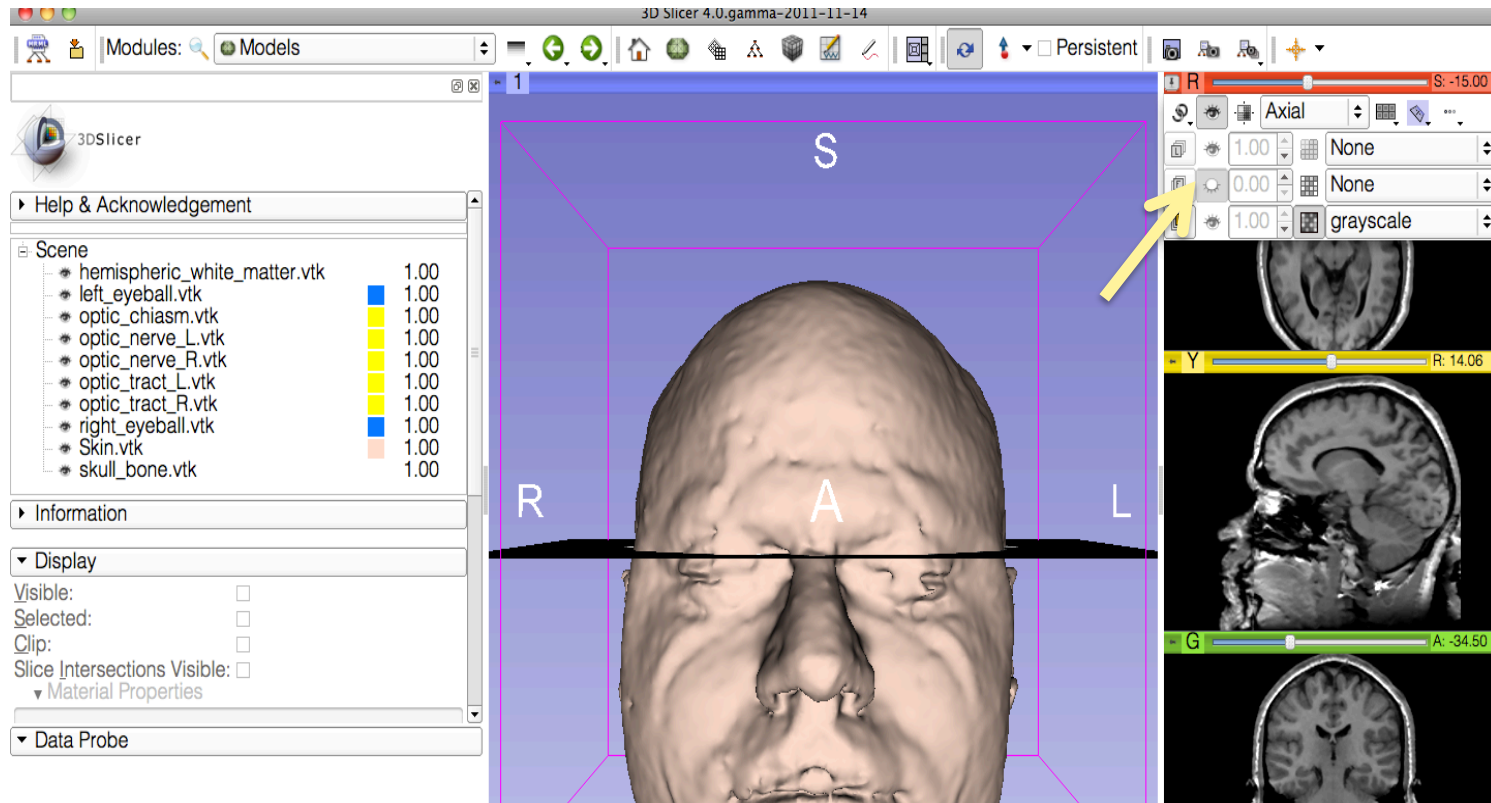 3D Slicer 4.0.gamma-2011-11-14
Modules: Models Persistent
3DSlicer
Help & Acknowledgement
Scene
hemispheric_white_matter.vtk 1.00
left_eyeball.vtk 1.00
optic_chiasm.vtk 1.00
optic_nerve_L.vtk 1.00
optic_nerve_R.vtk 1.00
optic_tract_L.vtk 1.00
optic_tract_R.vtk 1.00
right_eyeball.vtk 1.00
Skin.vtk 1.00
skull_bone.vtk 1.00
Information
Display
Visible:
Selected:
Clip:
Slice Intersections Visible:
Material Properties
Data Probe
1
S
R A L
R S: -15.00
Axial
1.00 None
0.00 None
1.00 grayscale
Y R: 14.06
G A: -34.50